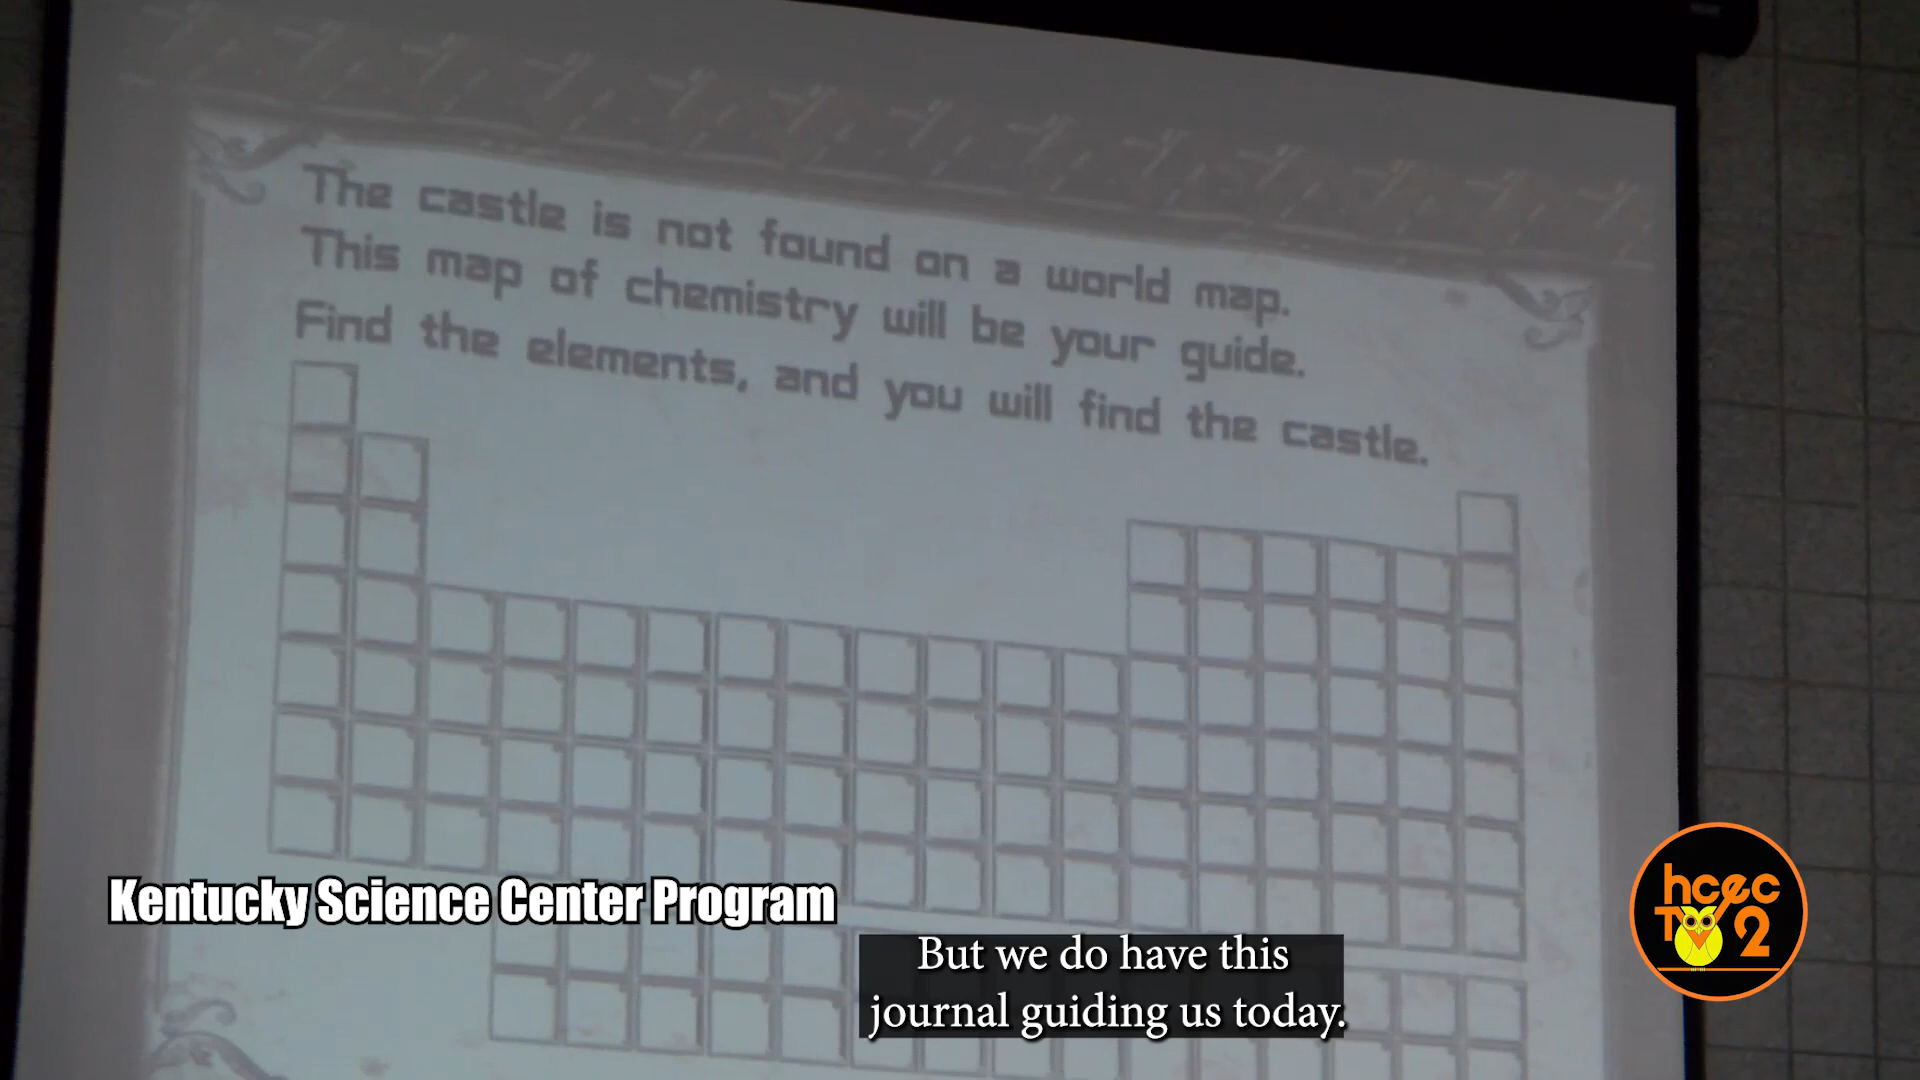 The castle is not found on a world map.
This map of chemistry will be your guide.
Find the elements, and you will find the castle.
Kentucky Science Center Program
But we do have this
journal guiding us today.
hcec
TV2